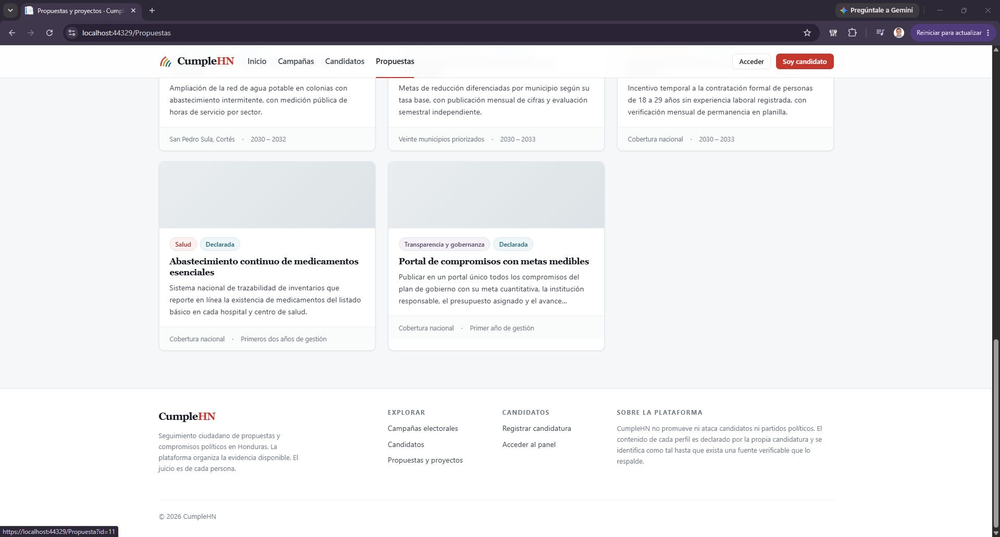 Propuestas y proyectos · Cumpl
Pregúntale a Gemini
localhost:44329/Propuestas
Reiniciar para actualizar
CumpleHN
Inicio
Campañas
Candidatos
Propuestas
Acceder
Soy candidato
Ampliación de la red de agua potable en colonias con
abastecimiento intermitente, con medición pública de
horas de servicio por sector.
San Pedro Sula, Cortés · 2030 – 2032
Metas de reducción diferenciadas por municipio según su
tasa base, con publicación mensual de cifras y evaluación
semestral independiente.
Veinte municipios priorizados · 2030 – 2033
Incentivo temporal a la contratación formal de personas
de 18 a 29 años sin experiencia laboral registrada, con
verificación mensual de permanencia en planilla.
Cobertura nacional · 2030 – 2033
Salud
Declarada
Abastecimiento continuo de medicamentos
esenciales
Sistema nacional de trazabilidad de inventarios que
reporte en línea la existencia de medicamentos del listado
básico en cada hospital y centro de salud.
Cobertura nacional · Primeros dos años de gestión
Transparencia y gobernanza
Declarada
Portal de compromisos con metas medibles
Publicar en un portal único todos los compromisos del
plan de gobierno con su meta cuantitativa, la institución
responsable, el presupuesto asignado y el avance...
Cobertura nacional · Primer año de gestión
CumpleHN
Seguimiento ciudadano de propuestas y
compromisos políticos en Honduras. La
plataforma organiza la evidencia disponible. El
juicio es de cada persona.
EXPLORAR
Campañas electorales
Candidatos
Propuestas y proyectos
CANDIDATOS
Registrar candidatura
Acceder al panel
SOBRE LA PLATAFORMA
CumpleHN no promueve ni ataca candidatos ni partidos políticos. El
contenido de cada perfil es declarado por la propia candidatura y se
identifica como tal hasta que exista una fuente verificable que lo
respalde.
© 2026 CumpleHN
https://localhost:44329/Propuesta?id=11